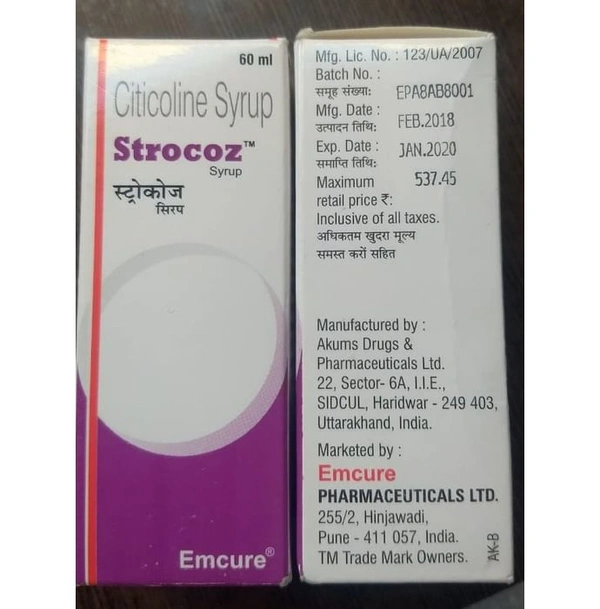 60 ml
Citicoline Syrup
Strocoz™
Syrup
स्ट्रोकोज
सिरप
Emcure®
Mfg. Lic. No. : 123/UA/2007
Batch No. :
समूह संख्या: EPA8AB8001
Mfg. Date :
उत्पादन तिथि: FEB.2018
Exp. Date : JAN.2020
समाप्ति तिथि:
Maximum 537.45
retail price ₹:
Inclusive of all taxes.
अधिकतम खुदरा मूल्य
समस्त करों सहित
Manufactured by :
Akums Drugs &
Pharmaceuticals Ltd.
22, Sector- 6A, I.I.E.,
SIDCUL, Haridwar - 249 403,
Uttarakhand, India.
Marketed by :
Emcure
PHARMACEUTICALS LTD.
255/2, Hinjawadi,
Pune - 411 057, India.
TM Trade Mark Owners.
AK-B